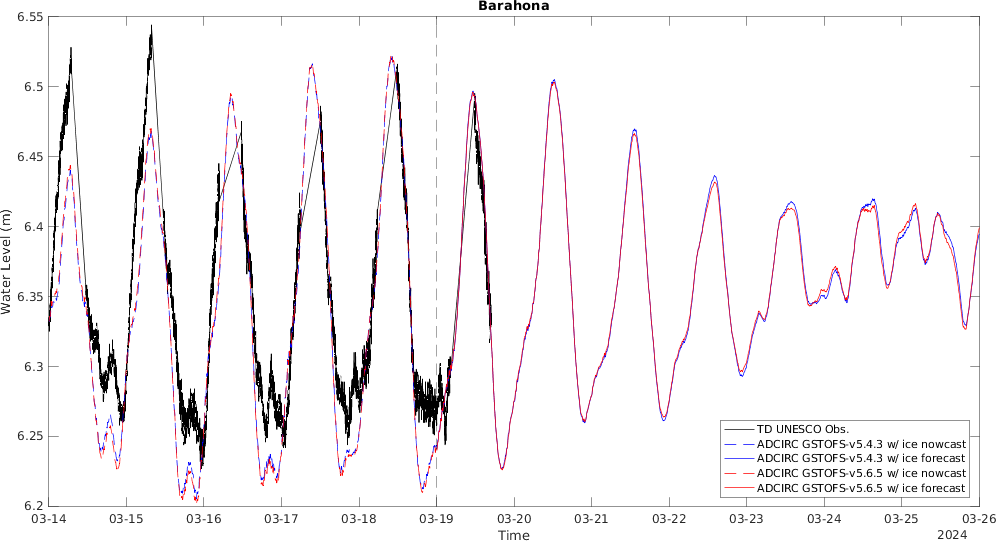 Barahona
6.55
6.5
6.45
6.4
6.35
6.3
6.25
6.2
Water Level (m)
03-14 03-15 03-16 03-17 03-18 03-19 03-20 03-21 03-22 03-23 03-24 03-25 03-26
Time
2024
TD UNESCO Obs.
ADCIRC GSTOFS-v5.4.3 w/ ice nowcast
ADCIRC GSTOFS-v5.4.3 w/ ice forecast
ADCIRC GSTOFS-v5.6.5 w/ ice nowcast
ADCIRC GSTOFS-v5.6.5 w/ ice forecast